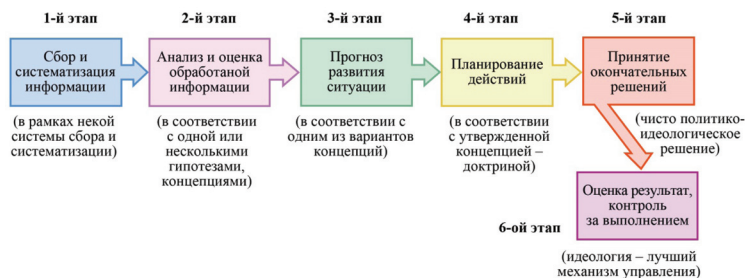 1-й этап
Сбор и
систематизация
информации
(в рамках некой
системы сбора и
систематизации)
2-й этап
Анализ и оценка
обработаной
информации
(в соответствии
с одной или
несколькими
гипотезами,
концепциями)
3-й этап
Прогноз
развития
ситуации
(в соответствии с
одним из вариантов
концепций)
4-й этап
Планирование
действий
(в соответствии
с утвержденной
концепцией –
доктриной)
5-й этап
Принятие
окончательных
решений
(чисто политико-
идеологическое
решение)
6-ой этап
Оценка результат,
контроль
за выполнением
(идеология – лучший
механизм управления)